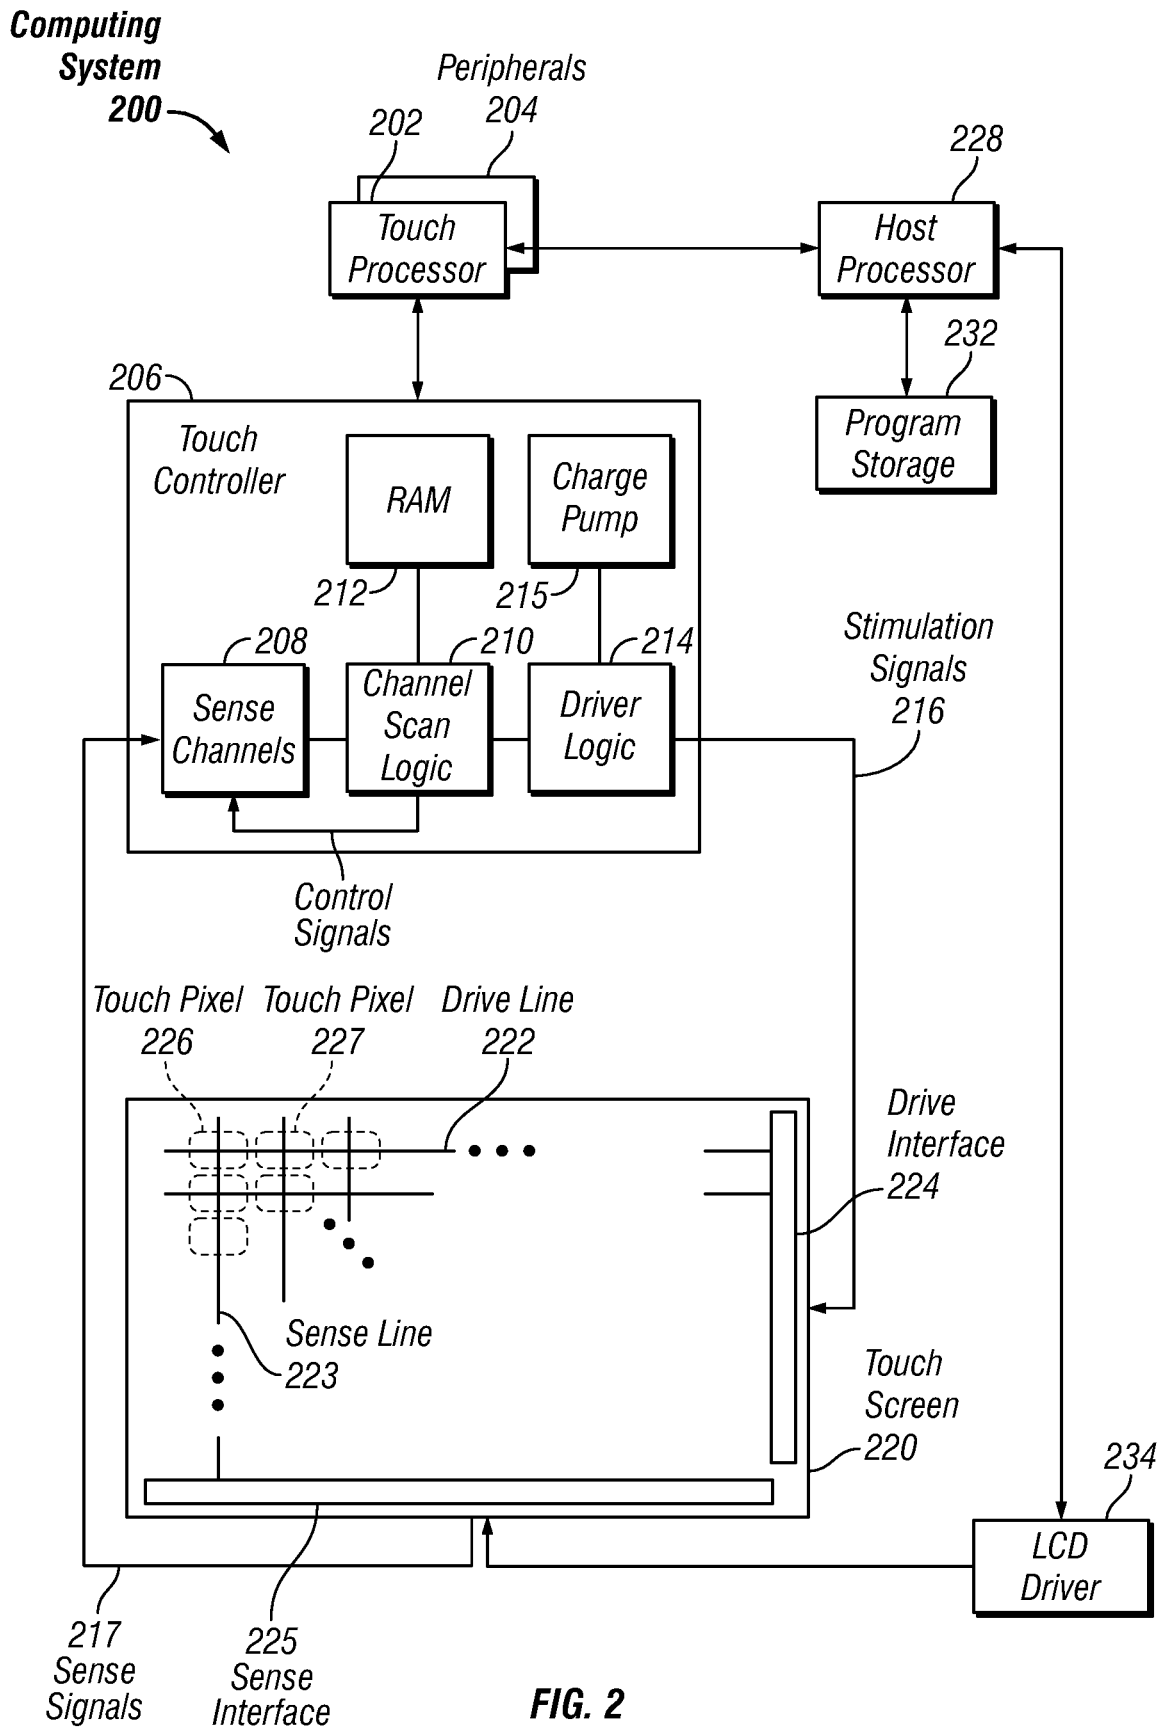 Computing
System
200
Peripherals
204
202
228
Touch
Processor
Host
Processor
232
206
Program
Storage
Touch
Controller
RAM
Charge
Pump
212
215
208
210
214
Stimulation
Signals
216
Sense
Channels
Channel
Scan
Logic
Driver
Logic
Control
Signals
Touch Pixel
226
Touch Pixel
227
Drive Line
222
Drive
Interface
224
Sense Line
223
Touch
Screen
220
234
LCD
Driver
217
Sense
Signals
225
Sense
Interface
FIG. 2